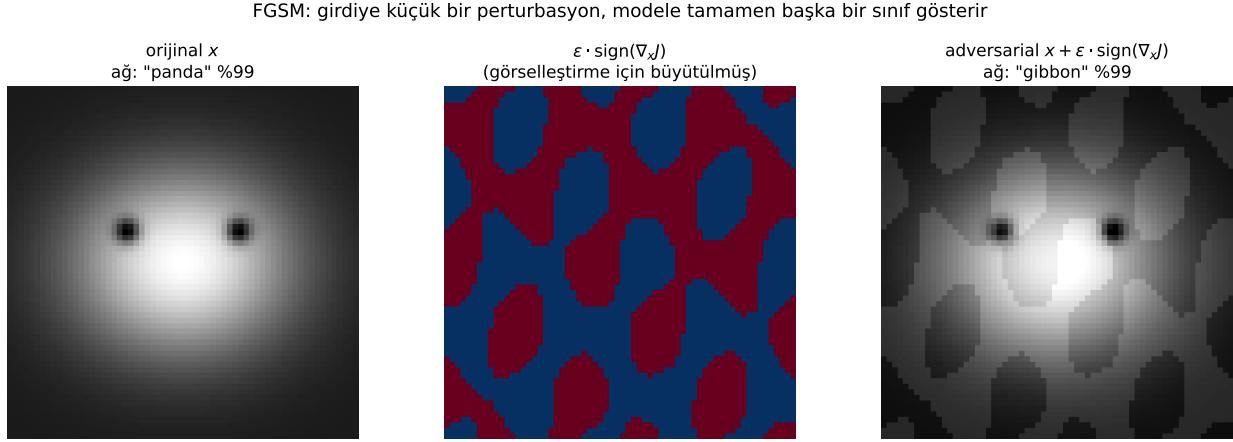 FGSM: girdiye küçük bir perturbasyon, modele tamamen başka bir sınıf gösterir
orijinal x
ağ: "panda" %99
ε · sign(∇ₓJ)
(görselleştirme için büyütülmüş)
adversarial x + ε · sign(∇ₓJ)
ağ: "gibbon" %99